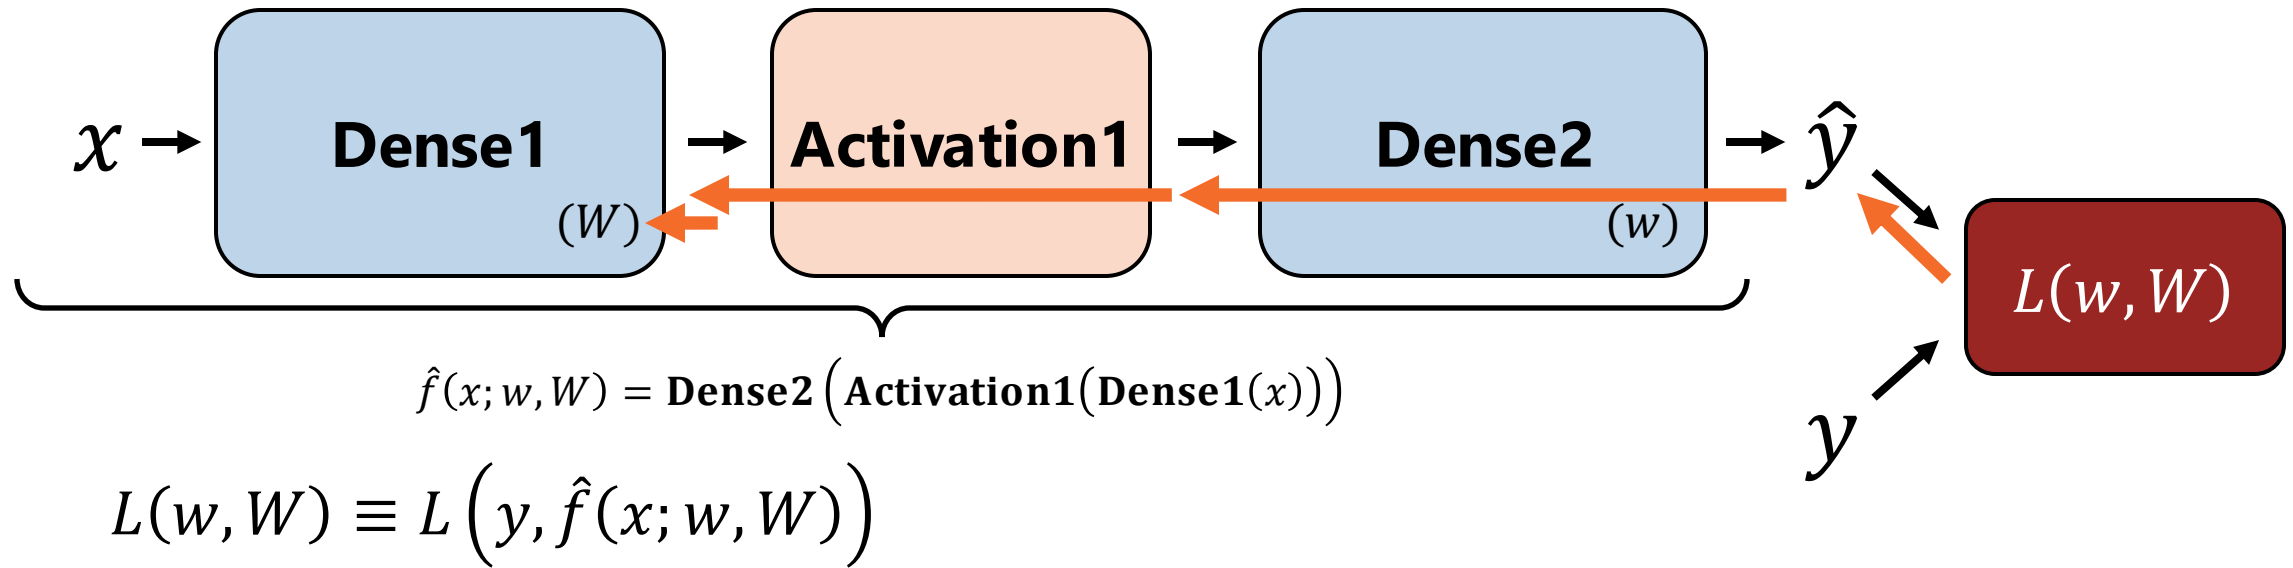 x → Dense1 → Activation1 → Dense2 → ŷ
(W) (w)
L(w, W)
f̂(x; w, W) = Dense2(Activation1(Dense1(x)))
y
L(w, W) ≡ L(y, f̂(x; w, W))